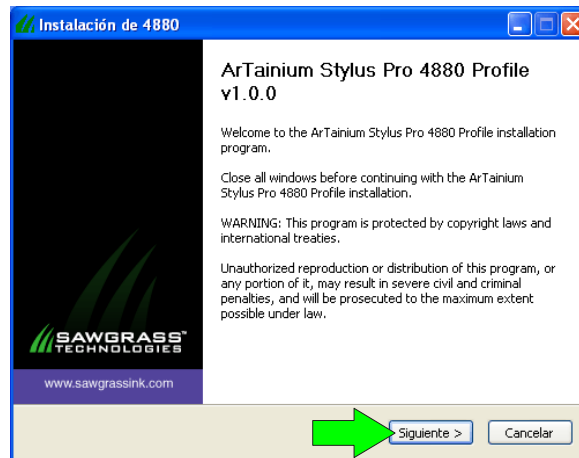 Instalación de 4880
ArTainium Stylus Pro 4880 Profile
v1.0.0
Welcome to the ArTainium Stylus Pro 4880 Profile installation
program.
Close all windows before continuing with the ArTainium
Stylus Pro 4880 Profile installation.
WARNING: This program is protected by copyright laws and
international treaties.
Unauthorized reproduction or distribution of this program, or
any portion of it, may result in severe civil and criminal
penalties, and will be prosecuted to the maximum extent
possible under law.
SAWGRASS™
TECHNOLOGIES
www.sawgrassink.com
Siguiente >
Cancelar